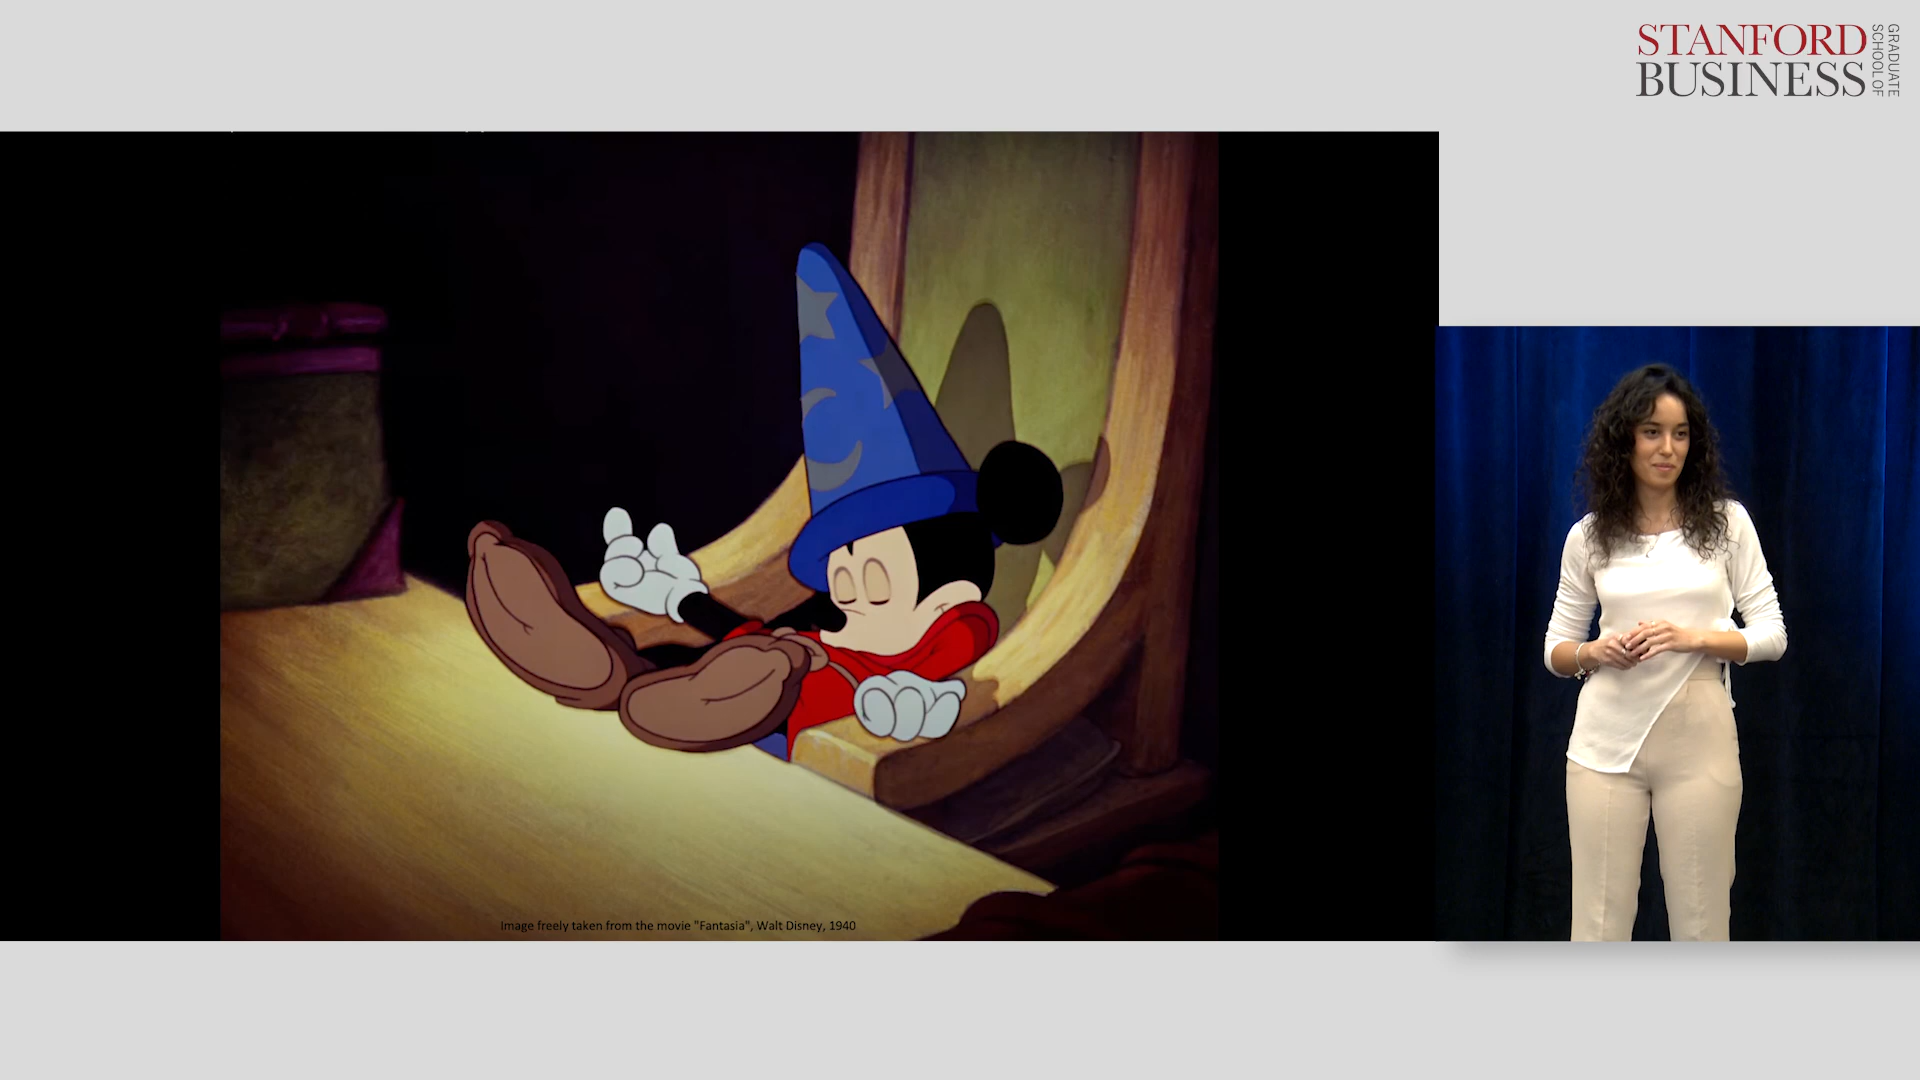 STANFORD
BUSINESS
GRADUATE
SCHOOL OF
Image freely taken from the movie "Fantasia", Walt Disney, 1940